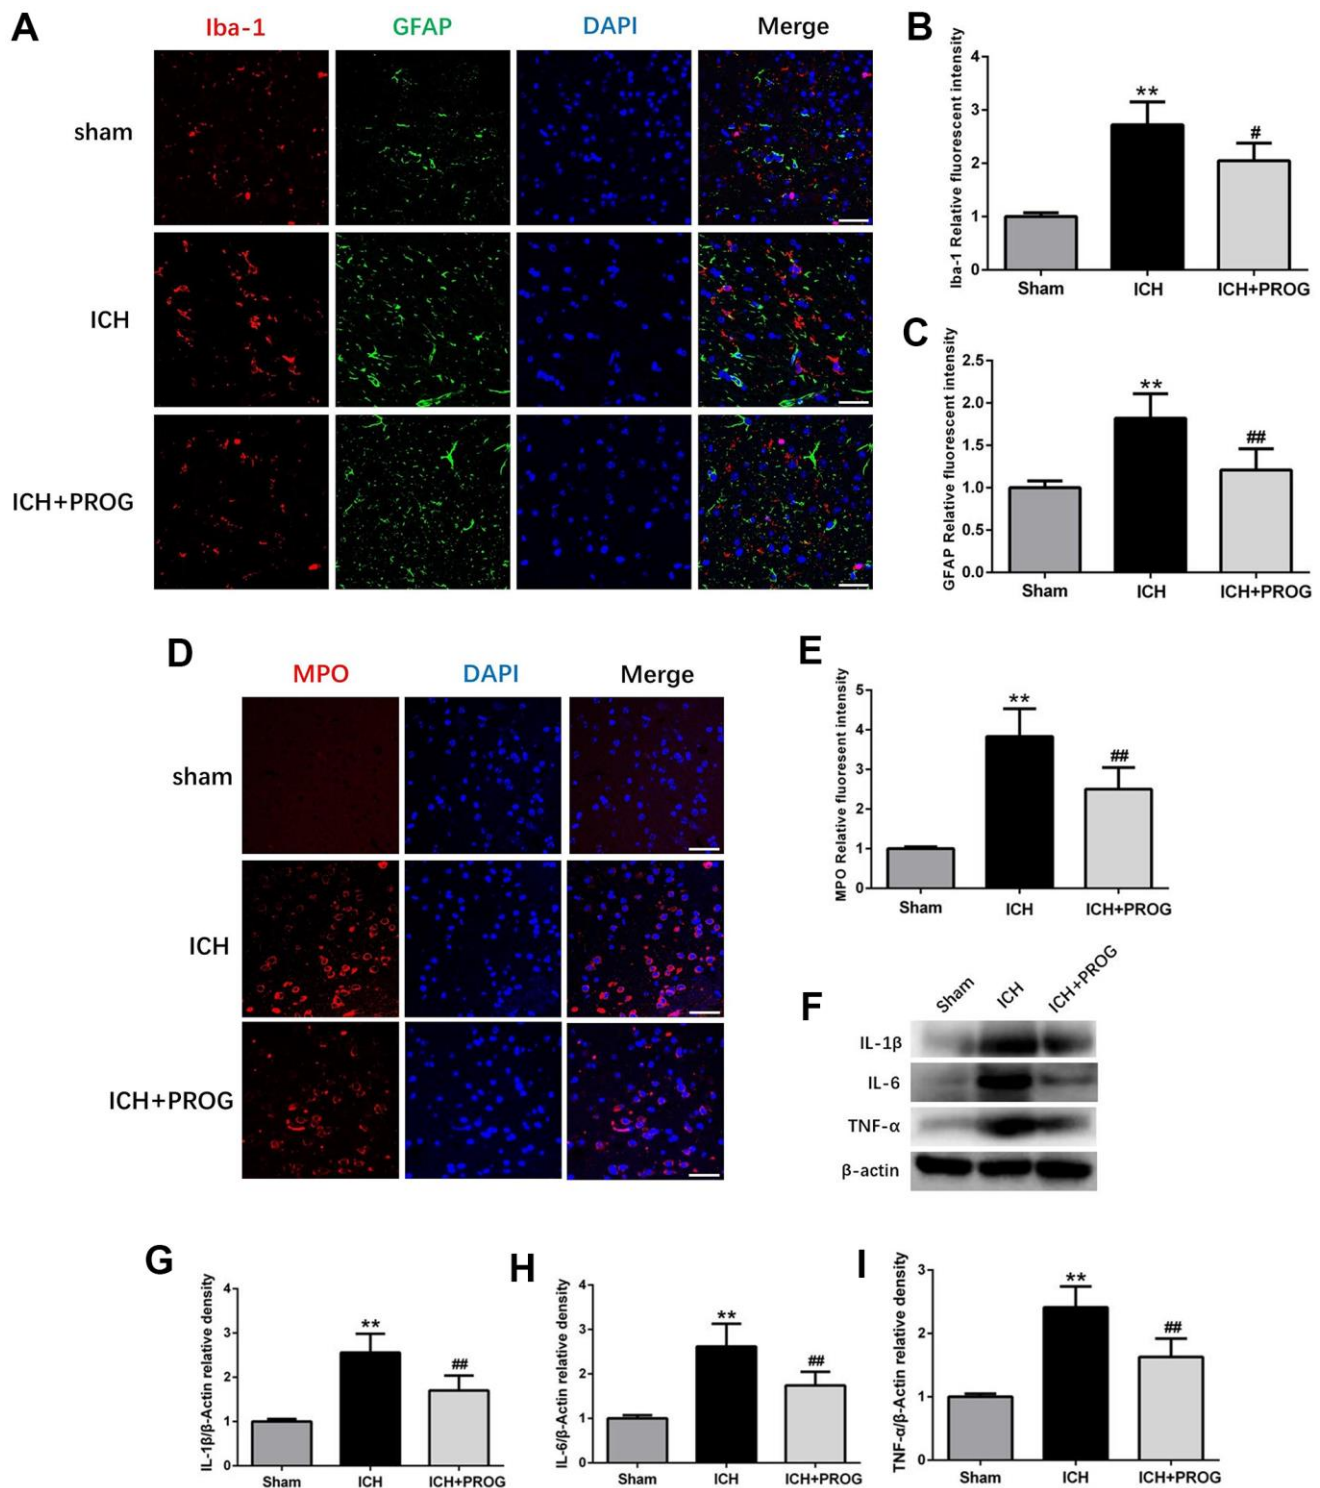 A
Iba-1 GFAP DAPI Merge
sham
ICH
ICH+PROG
B
Iba-1 Relative fluorescent intensity
4
3
2
1
0
**
#
Sham ICH ICH+PROG
C
GFAP Relative fluorescent intensity
2.5
2.0
1.5
1.0
0.5
0.0
**
##
Sham ICH ICH+PROG
D
MPO DAPI Merge
sham
ICH
ICH+PROG
E
MPO Relative fluoresent intensity
5
4
3
2
1
0
**
##
Sham ICH ICH+PROG
F
Sham ICH ICH+PROG
IL-1β
IL-6
TNF-α
β-actin
G
IL-1β/β-Actin relative density
4
3
2
1
0
**
##
Sham ICH ICH+PROG
H
IL-6/β-Actin relative density
4
3
2
1
0
**
##
Sham ICH ICH+PROG
I
TNF-α/β-Actin relative density
3
2
1
0
**
##
Sham ICH ICH+PROG